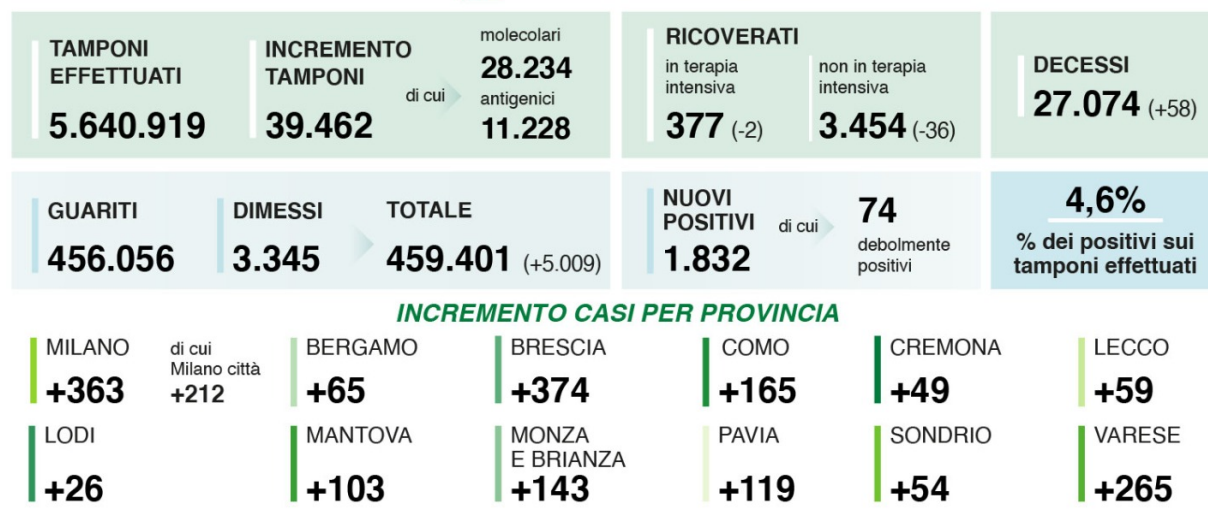 TAMPONI
EFFETTUATI
5.640.919
INCREMENTO
TAMPONI
39.462
di cui
molecolari
28.234
antigenici
11.228
RICOVERATI
in terapia
intensiva
377 (-2)
non in terapia
intensiva
3.454 (-36)
DECESSI
27.074 (+58)
GUARITI
456.056
DIMESSI
3.345
TOTALE
459.401 (+5.009)
NUOVI
POSITIVI
1.832
di cui
74
debolmente
positivi
4,6%
% dei positivi sui
tamponi effettuati
INCREMENTO CASI PER PROVINCIA
MILANO
+363
di cui
Milano città
+212
BERGAMO
+65
BRESCIA
+374
COMO
+165
CREMONA
+49
LECCO
+59
LODI
+26
MANTOVA
+103
MONZA
E BRIANZA
+143
PAVIA
+119
SONDRIO
+54
VARESE
+265